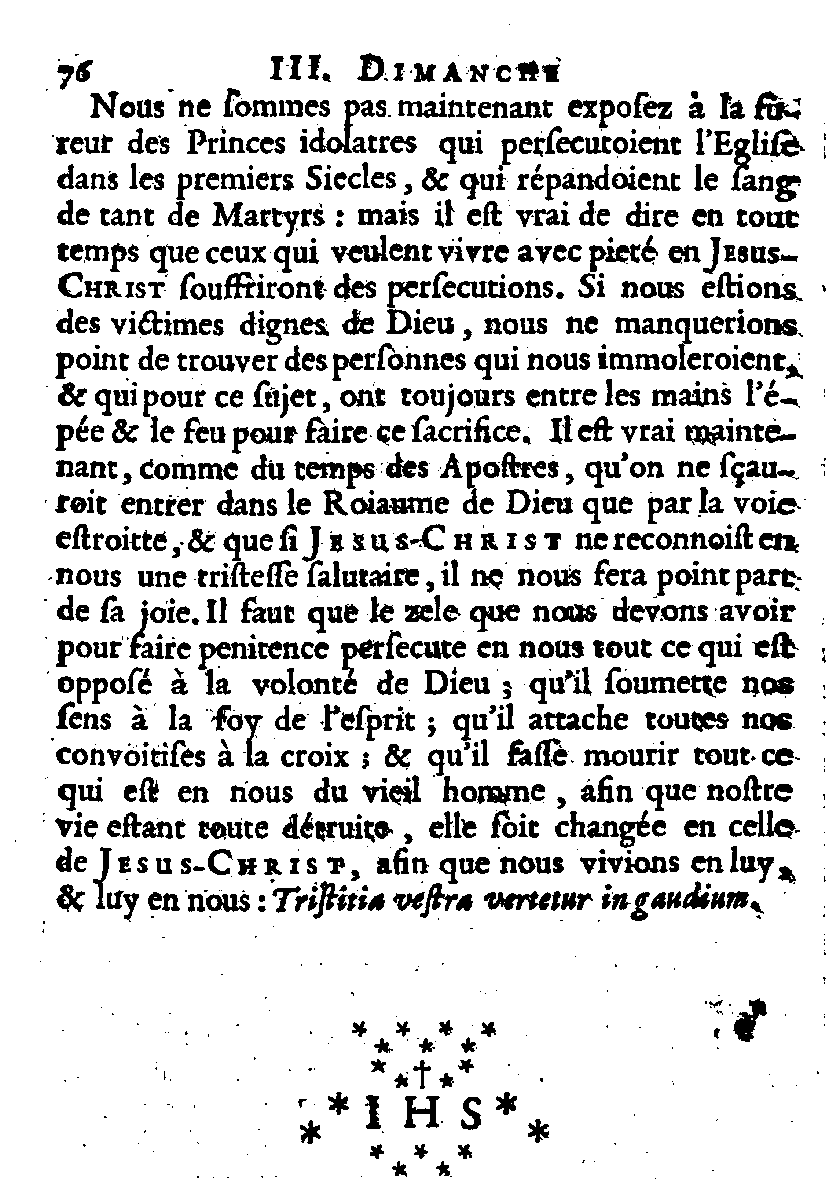 76 III. DIMANCHE
Nous ne ſommes pas maintenant expoſez à la fu-
reur des Princes idolatres qui perſecutoient l'Egliſe
dans les premiers Siecles, & qui répandoient le ſang
de tant de Martyrs : mais il eſt vrai de dire en tout
temps que ceux qui veulent vivre avec pieté en JESUS-
CHRIST ſouffriront des perſecutions. Si nous eſtions
des victimes dignes de Dieu, nous ne manquerions
point de trouver des perſonnes qui nous immoleroient,
& qui pour ce ſujet, ont toujours entre les mains l'é-
pée & le feu pour faire ce ſacrifice. Il eſt vrai mainte-
nant, comme du temps des Apoſtres, qu'on ne ſçau-
roit entrer dans le Roiaume de Dieu que par la voie
eſtroitte, & que ſi JESUS-CHRIST ne reconnoiſt en
nous une triſteſſe ſalutaire, il ne nous fera point part
de ſa joie. Il faut que le zele que nous devons avoir
pour faire penitence perſecute en nous tout ce qui eſt
oppoſé à la volonté de Dieu ; qu'il ſoumette nos
ſens à la foy de l'eſprit ; qu'il attache toutes nos
convoitiſes à la croix ; & qu'il faſſe mourir tout ce
qui eſt en nous du vieil homme, afin que noſtre
vie eſtant toute détruite, elle ſoit changée en celle
de JESUS-CHRIST, afin que nous vivions en luy,
& luy en nous : Triſtitia veſtra vertetur in gaudium.
IHS